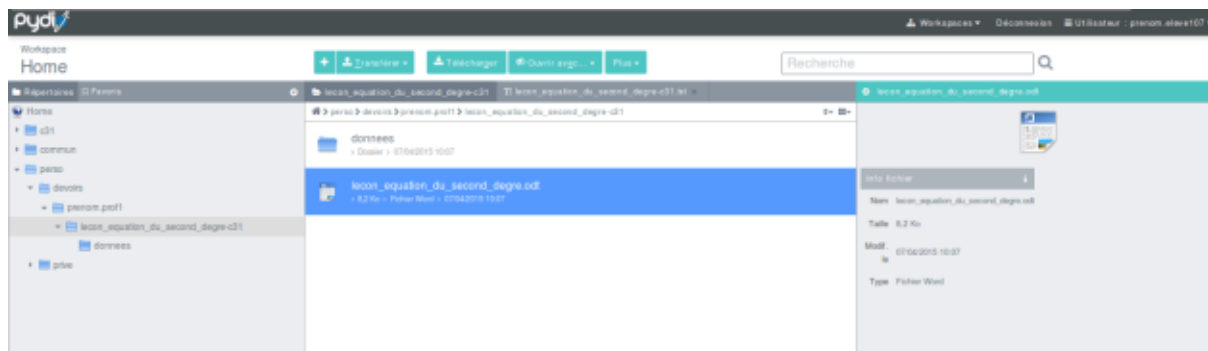 Pydio
Workspaces Déconnexion Utilisateur : prenom.eleve107
Workspace
Home
+ Transférer Télécharger Ouvrir avec... Plus
Recherche
Répertoires Favoris
lecon_equation_du_second_degre-c31 lecon_equation_du_second_degre-c31.txt
lecon_equation_du_second_degre.odt
Home
c31
commun
perso
devoirs
prenom.prof1
lecon_equation_du_second_degre-c31
donnees
prive
perso > devoirs > prenom.prof1 > lecon_equation_du_second_degre-c31
donnees
Dossier 07/04/2015 10:07
lecon_equation_du_second_degre.odt
8,2 Ko Fichier Word 07/04/2015 10:07
Info fichier
Nom lecon_equation_du_second_degre.odt
Taille 8,2 Ko
Modif. le 07/04/2015 10:07
Type Fichier Word